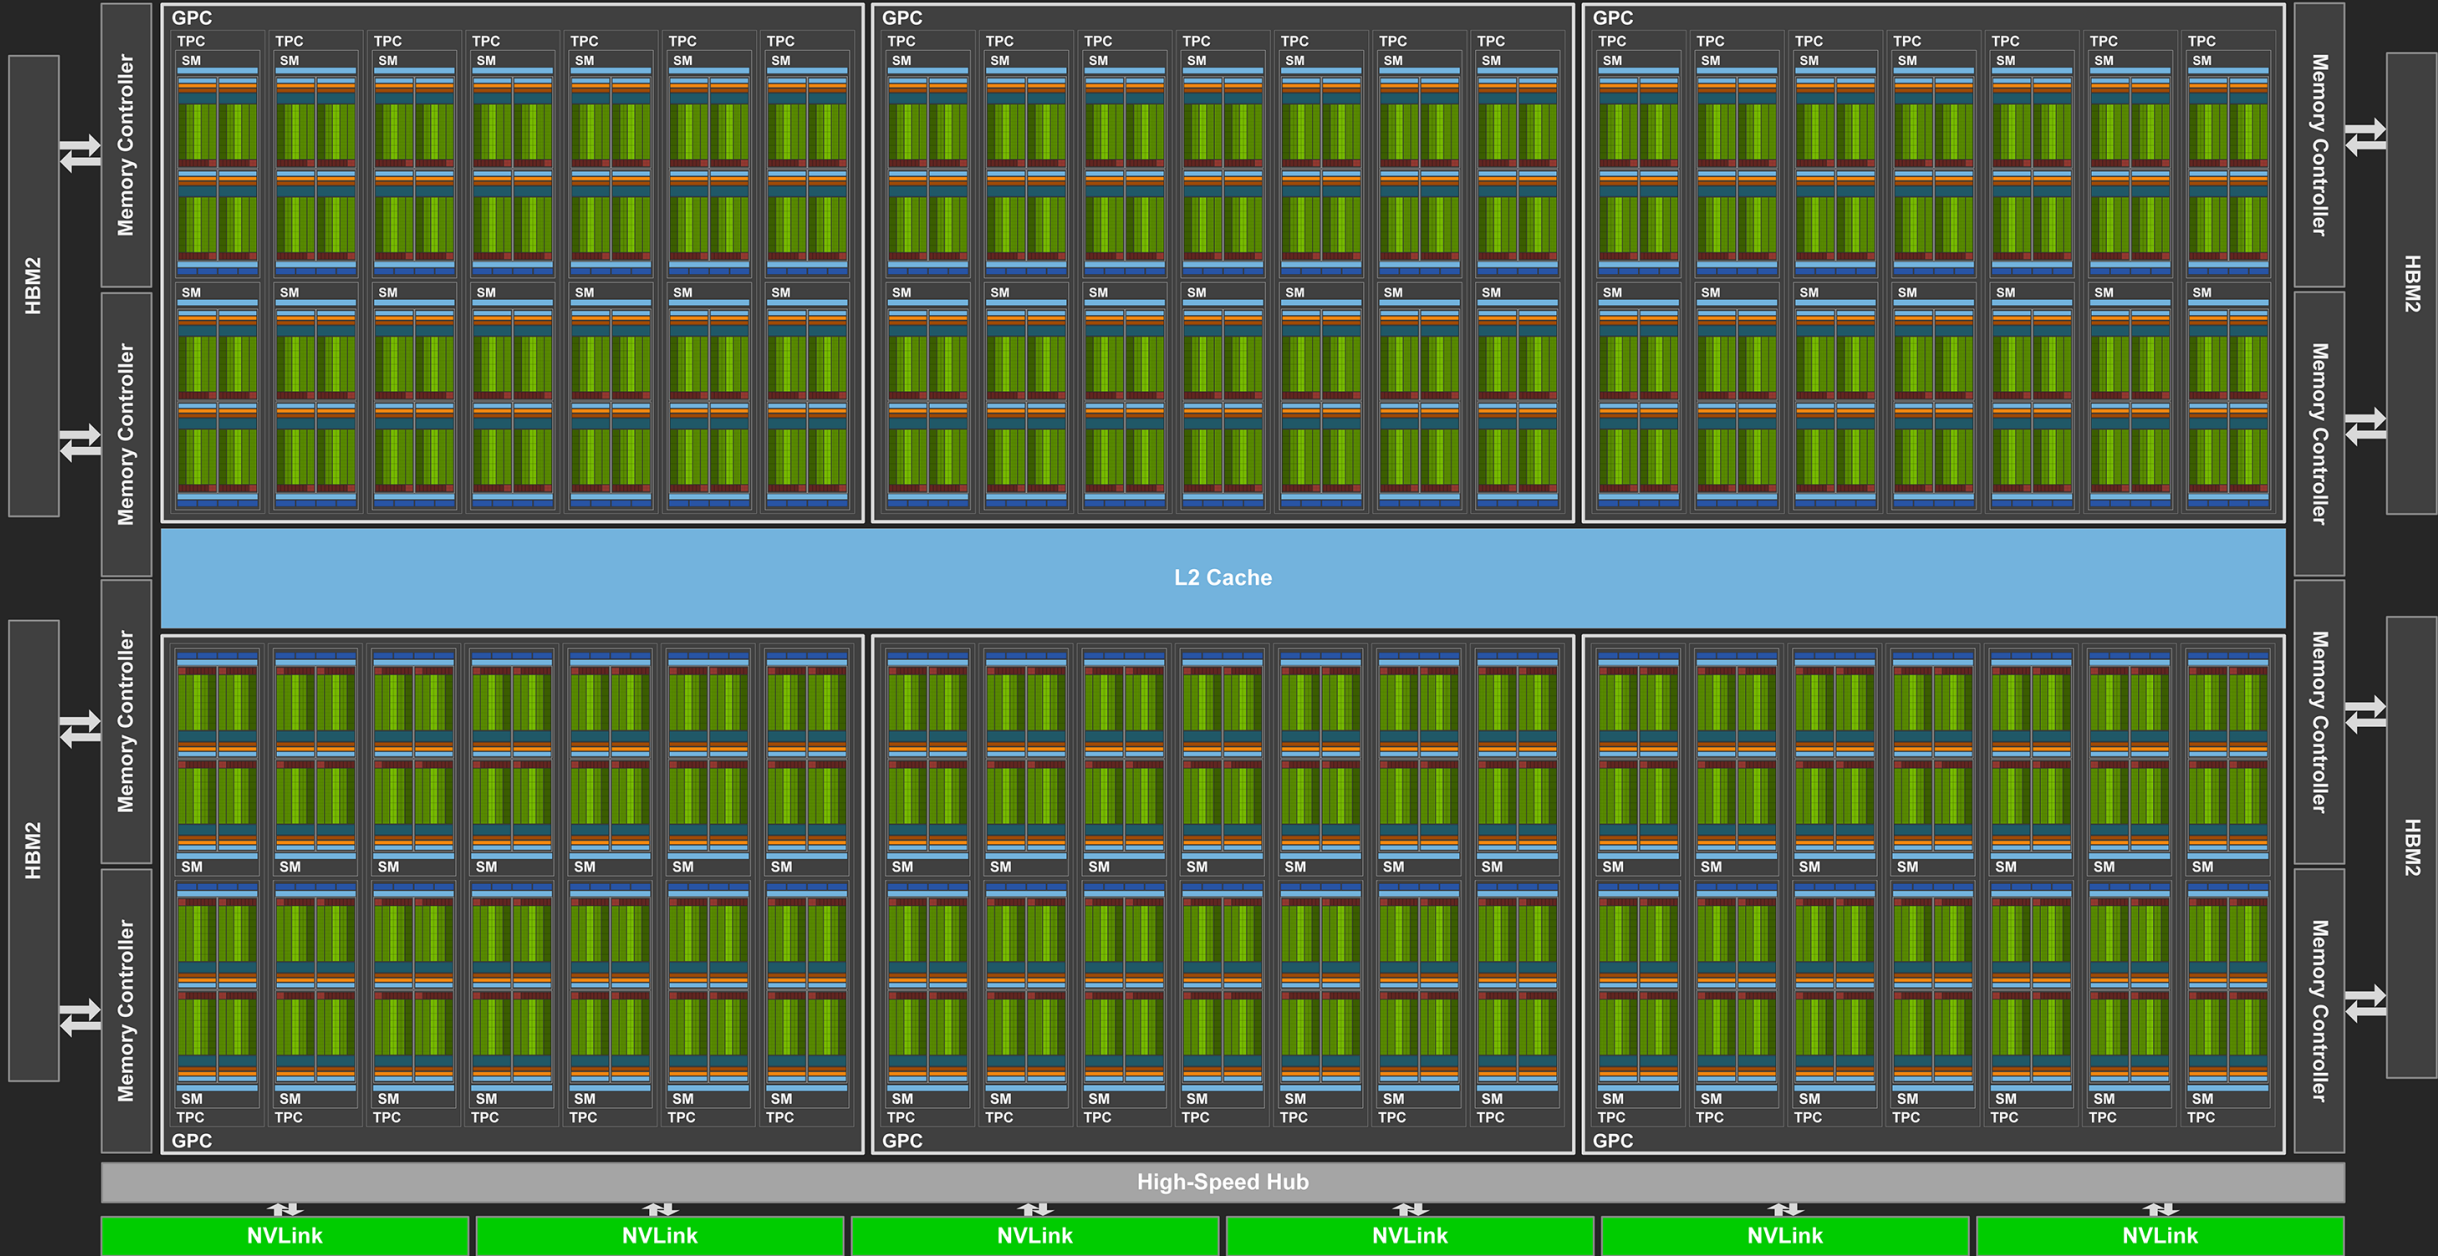 GPC GPC GPC
TPC TPC TPC TPC TPC TPC TPC TPC TPC TPC TPC TPC TPC TPC TPC TPC TPC TPC TPC TPC TPC
SM SM SM SM SM SM SM SM SM SM SM SM SM SM SM SM SM SM SM SM SM
Memory Controller
Memory Controller
HBM2
HBM2
SM SM SM SM SM SM SM SM SM SM SM SM SM SM SM SM SM SM SM SM SM
Memory Controller
Memory Controller
L2 Cache
Memory Controller
Memory Controller
HBM2
HBM2
SM SM SM SM SM SM SM SM SM SM SM SM SM SM SM SM SM SM SM SM SM
Memory Controller
Memory Controller
SM SM SM SM SM SM SM SM SM SM SM SM SM SM SM SM SM SM SM SM SM
TPC TPC TPC TPC TPC TPC TPC TPC TPC TPC TPC TPC TPC TPC TPC TPC TPC TPC TPC TPC TPC
GPC GPC GPC
High-Speed Hub
NVLink NVLink NVLink NVLink NVLink NVLink